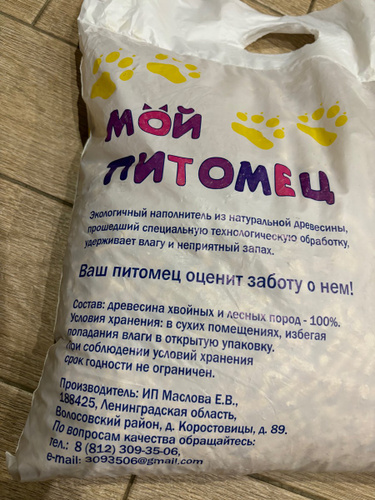 МОЙ
ПИТОМЕЦ
Экологичный наполнитель из натуральной древесины,
прошедший специальную технологическую обработку,
удерживает влагу и неприятный запах.
Ваш питомец оценит заботу о нем!
Состав: древесина хвойных и лесных пород - 100%.
Условия хранения: в сухих помещениях, избегая
попадания влаги в открытую упаковку.
При соблюдении условий хранения
срок годности не ограничен.
Производитель: ИП Маслова Е.В.,
188425, Ленинградская область,
Волосовский район, д. Коростовицы, д. 89.
По вопросам качества обращайтесь:
тел.: 8 (812) 309-35-06,
e-mail: 3093506@gmail.com